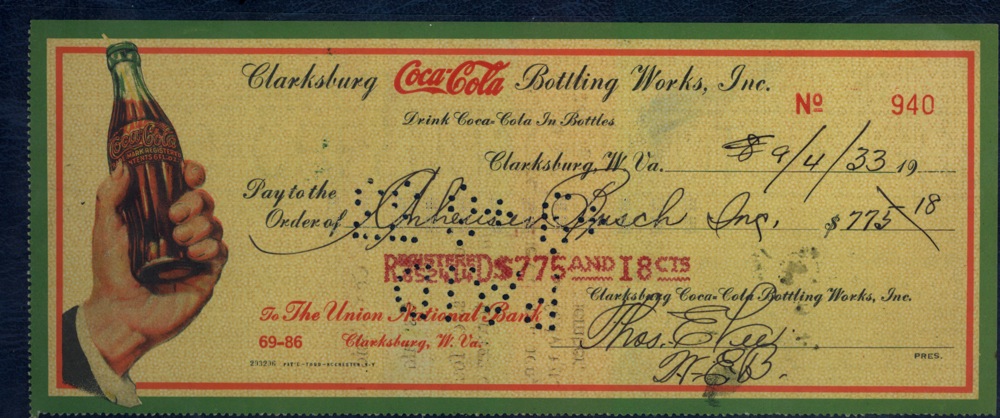 Clarksburg Coca-Cola Bottling Works, Inc.
Drink Coca-Cola In Bottles
Nº 940
Clarksburg, W. Va. 9/4/33 19
Pay to the
Order of Anheuser Busch Inc. $ 775 18
REGISTERED $775 AND 18 CTS
Clarksburg Coca-Cola Bottling Works, Inc.
To The Union National Bank
69-86 Clarksburg, W. Va.
Thos. E.
PRES.
Coca-Cola